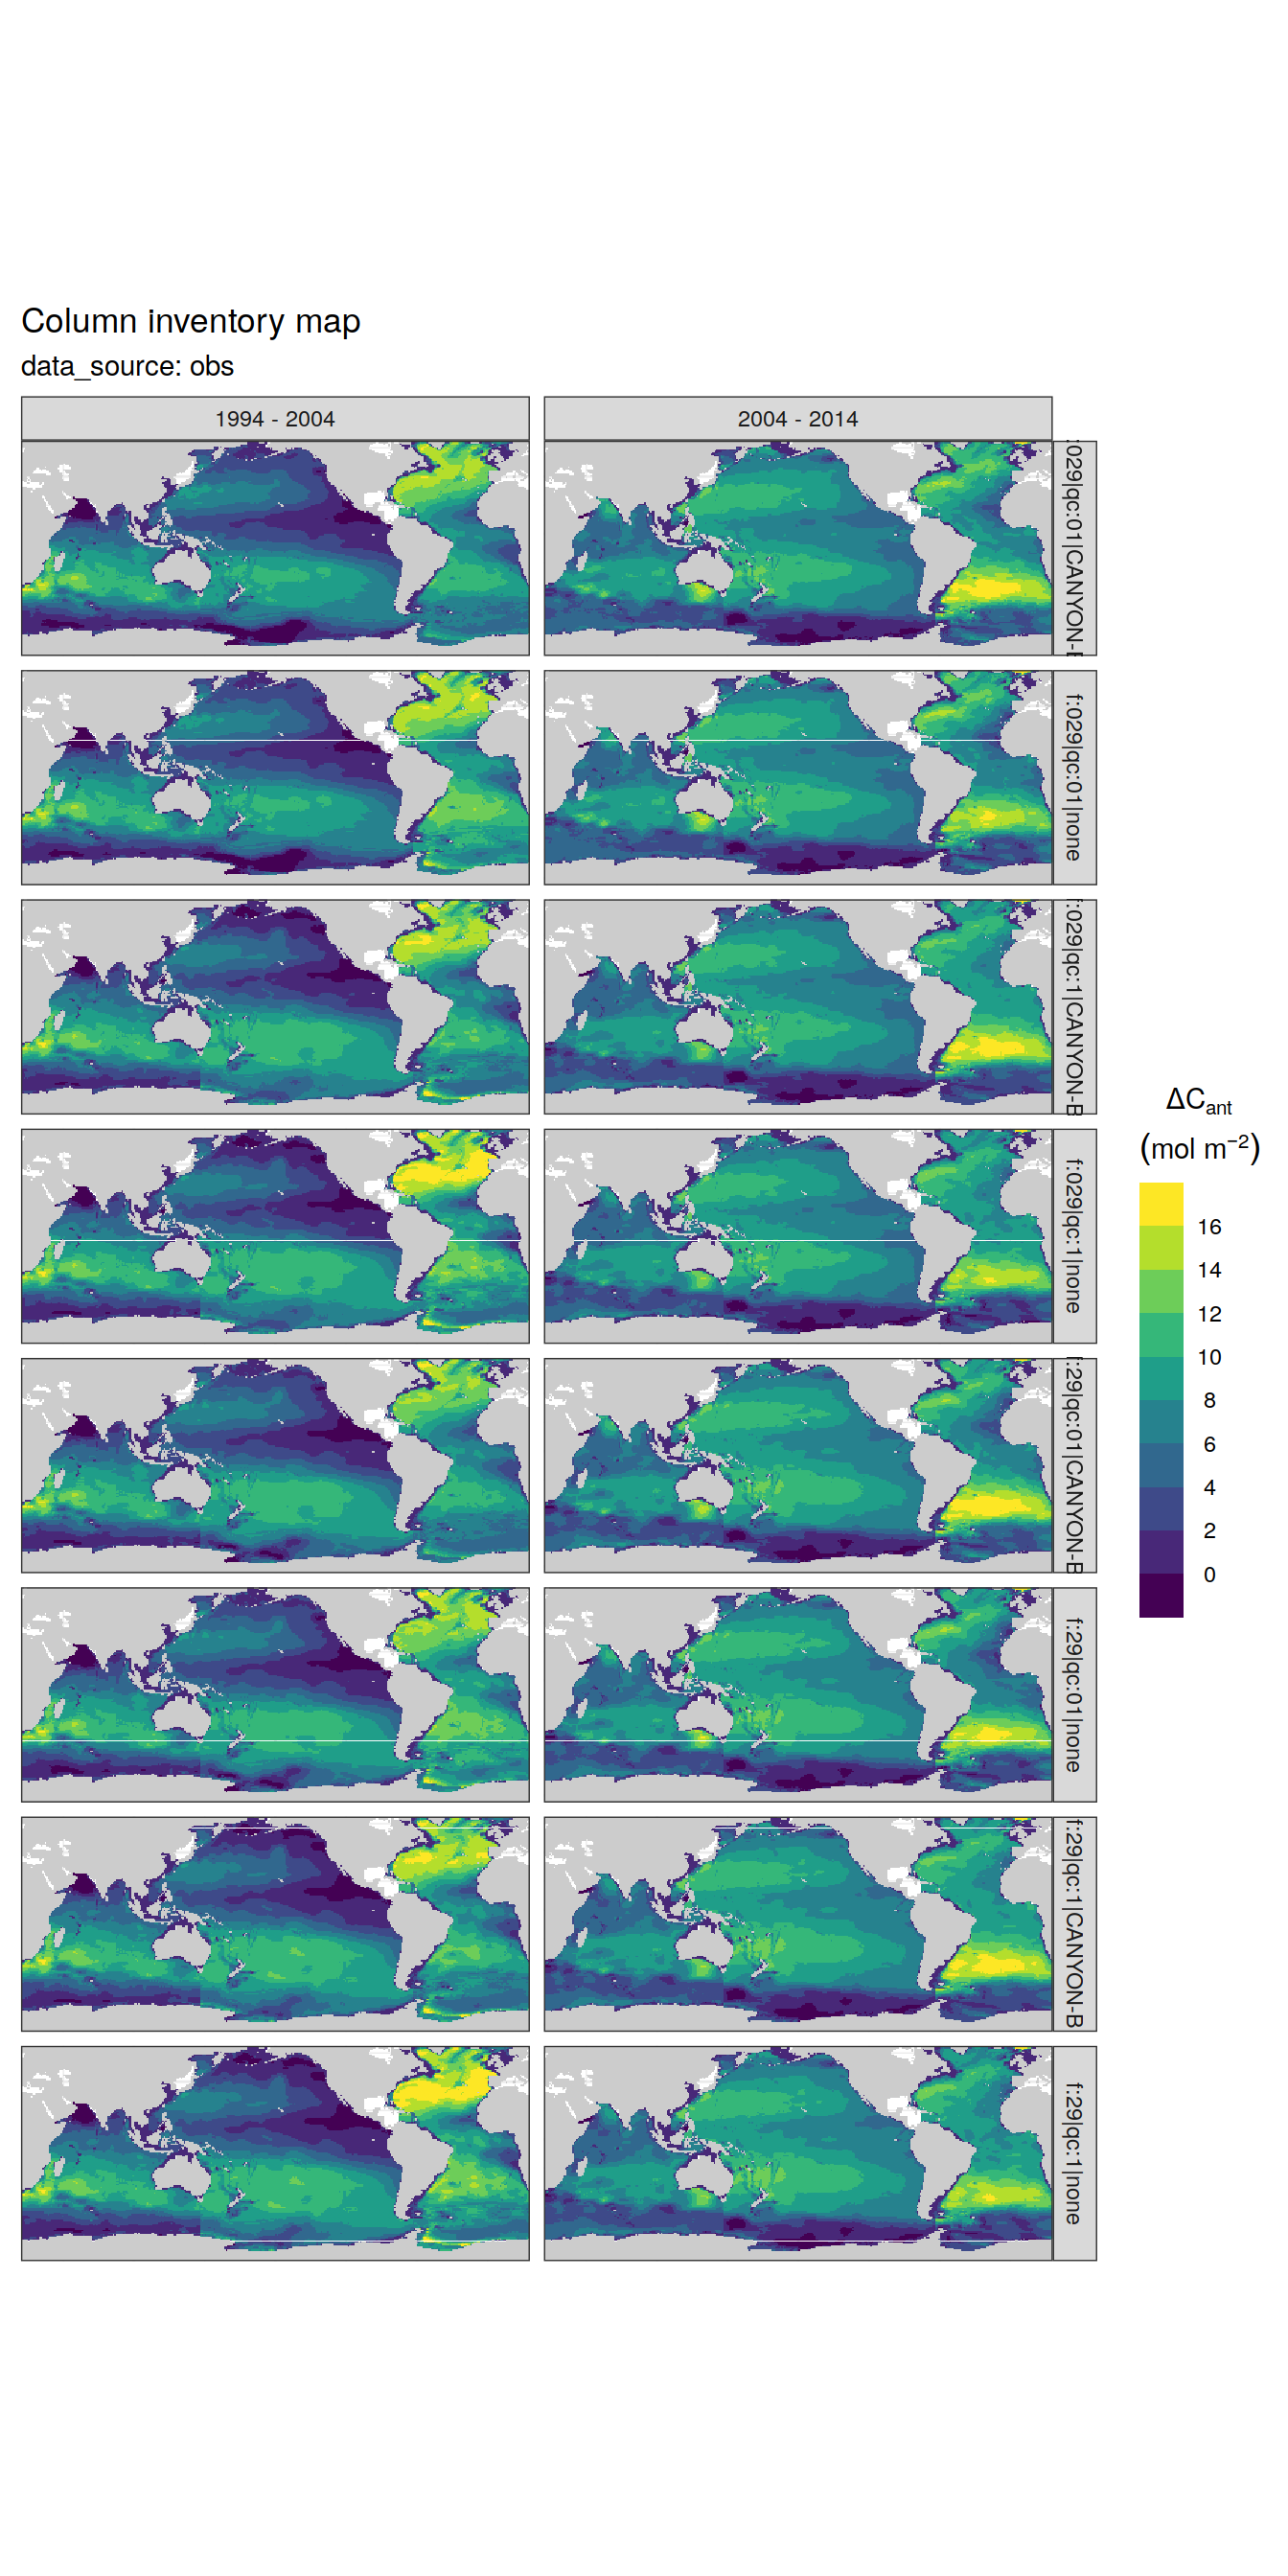 Column inventory map
data_source: obs
1994 - 2004
2004 - 2014
029|qc:01|CANYON-
f:029|qc:01|none
f:029|qc:1|CANYON-B
f:029|qc:1|none
f:29|qc:01|CANYON-B
f:29|qc:01|none
f:29|qc:1|CANYON-B
f:29|qc:1|none
ΔCant
(mol m−2)
16
14
12
10
8
6
4
2
0